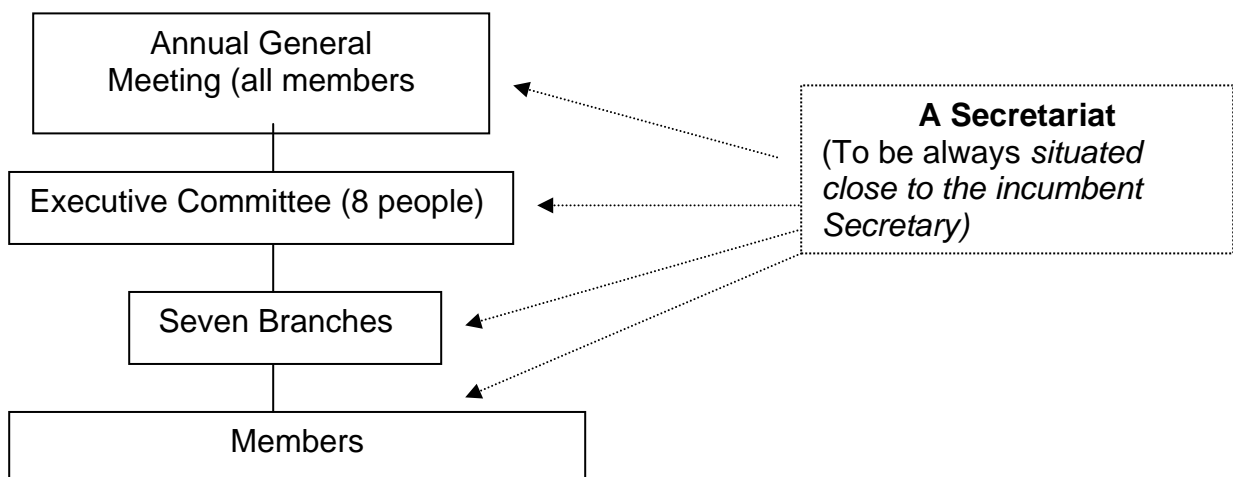 Annual General
Meeting (all members
A Secretariat
(To be always situated
close to the incumbent
Secretary)
Executive Committee (8 people)
Seven Branches
Members